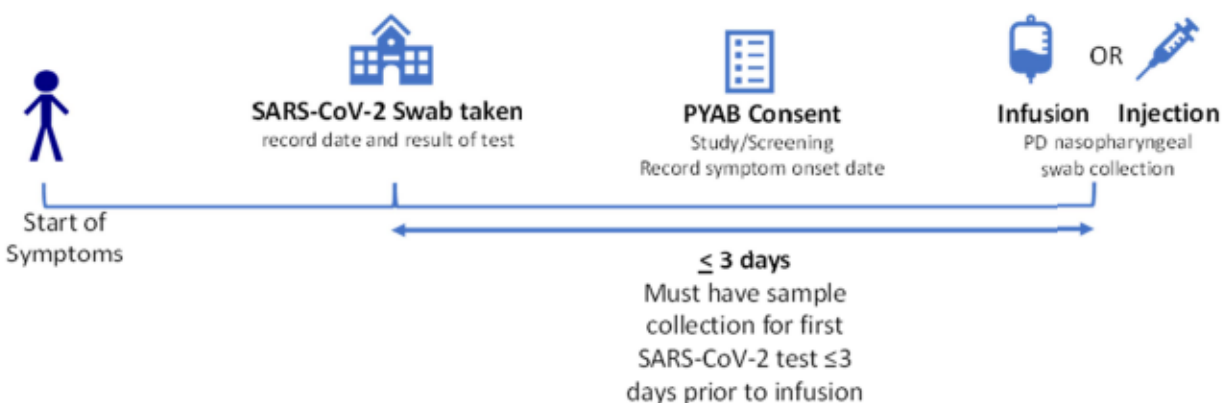 OR
SARS-CoV-2 Swab taken
record date and result of test
PYAB Consent
Study/Screening
Record symptom onset date
Infusion Injection
PD nasopharyngeal
swab collection
Start of
Symptoms
≤ 3 days
Must have sample
collection for first
SARS-CoV-2 test ≤3
days prior to infusion